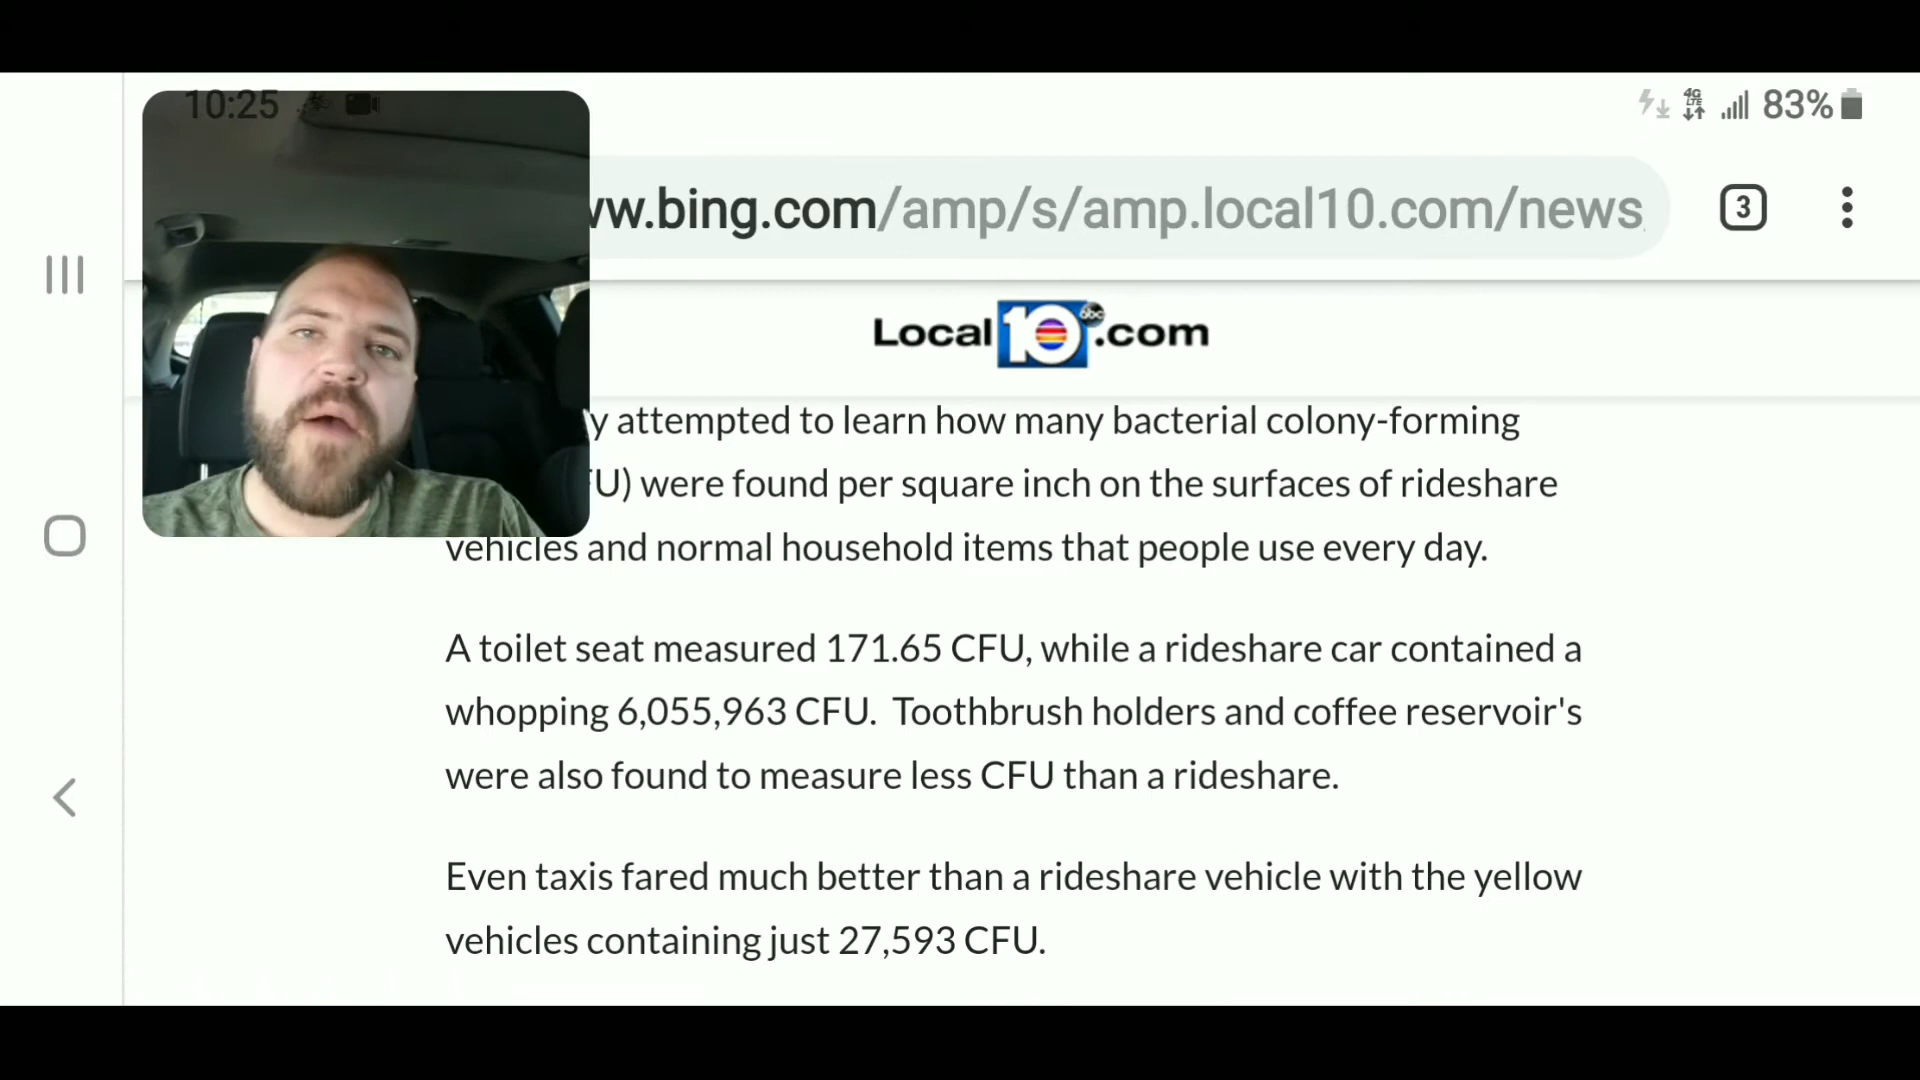 10:25
4G LTE 83%
ww.bing.com/amp/s/amp.local10.com/news
3
Local10.com
abc
y attempted to learn how many bacterial colony-forming
U) were found per square inch on the surfaces of rideshare
vehicles and normal household items that people use every day.
A toilet seat measured 171.65 CFU, while a rideshare car contained a
whopping 6,055,963 CFU. Toothbrush holders and coffee reservoir's
were also found to measure less CFU than a rideshare.
Even taxis fared much better than a rideshare vehicle with the yellow
vehicles containing just 27,593 CFU.